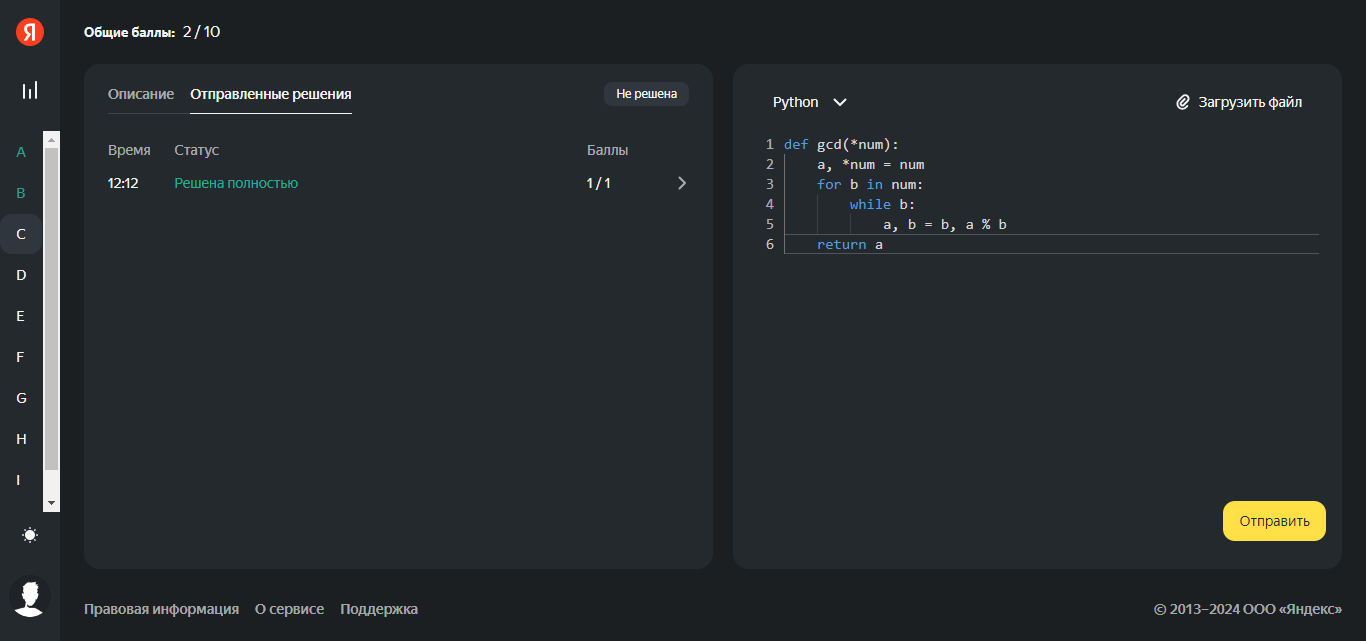 Я
Общие баллы: 2 / 10
A
B
C
D
E
F
G
H
I
Описание Отправленные решения Не решена
Время Статус Баллы
12:12 Решена полностью 1 / 1
Python Загрузить файл
1 def gcd(*num):
2 a, *num = num
3 for b in num:
4 while b:
5 a, b = b, a % b
6 return a
Отправить
Правовая информация О сервисе Поддержка © 2013–2024 ООО «Яндекс»